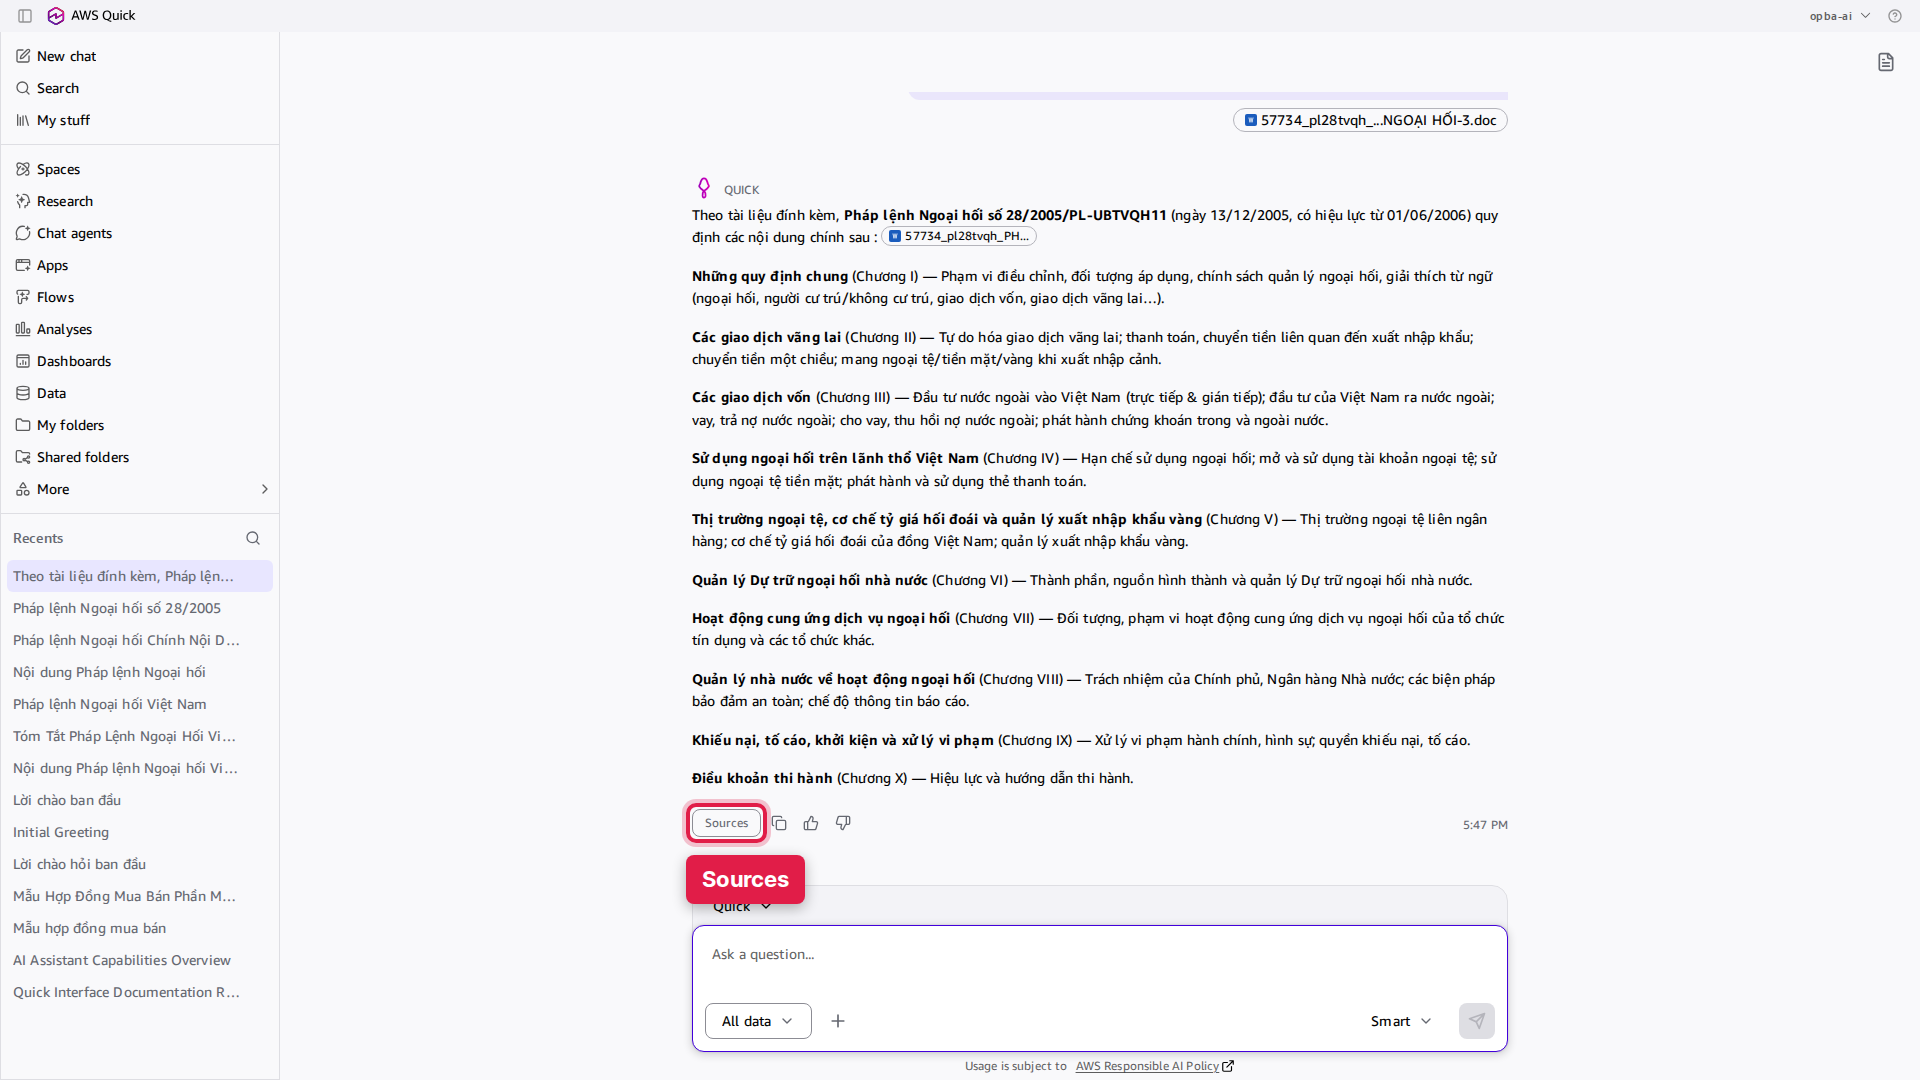 AWS Quick
opba-ai
New chat
Search
My stuff
Spaces
Research
Chat agents
Apps
Flows
Analyses
Dashboards
Data
My folders
Shared folders
More
Recents
Theo tài liệu đính kèm, Pháp lện...
Pháp lệnh Ngoại hối số 28/2005
Pháp lệnh Ngoại hối Chính Nội D...
Nội dung Pháp lệnh Ngoại hối
Pháp lệnh Ngoại hối Việt Nam
Tóm Tắt Pháp Lệnh Ngoại Hối Vi...
Nội dung Pháp lệnh Ngoại hối Vi...
Lời chào ban đầu
Initial Greeting
Lời chào hỏi ban đầu
Mẫu Hợp Đồng Mua Bán Phần M...
Mẫu hợp đồng mua bán
AI Assistant Capabilities Overview
Quick Interface Documentation R...
57734_pl28tvqh_...NGOẠI HỐI-3.doc
QUICK
Theo tài liệu đính kèm, Pháp lệnh Ngoại hối số 28/2005/PL-UBTVQH11 (ngày 13/12/2005, có hiệu lực từ 01/06/2006) quy
định các nội dung chính sau : 57734_pl28tvqh_PH...
Những quy định chung (Chương I) — Phạm vi điều chỉnh, đối tượng áp dụng, chính sách quản lý ngoại hối, giải thích từ ngữ
(ngoại hối, người cư trú/không cư trú, giao dịch vốn, giao dịch vãng lai...).
Các giao dịch vãng lai (Chương II) — Tự do hóa giao dịch vãng lai; thanh toán, chuyển tiền liên quan đến xuất nhập khẩu;
chuyển tiền một chiều; mang ngoại tệ/tiền mặt/vàng khi xuất nhập cảnh.
Các giao dịch vốn (Chương III) — Đầu tư nước ngoài vào Việt Nam (trực tiếp & gián tiếp); đầu tư của Việt Nam ra nước ngoài;
vay, trả nợ nước ngoài; cho vay, thu hồi nợ nước ngoài; phát hành chứng khoán trong và ngoài nước.
Sử dụng ngoại hối trên lãnh thổ Việt Nam (Chương IV) — Hạn chế sử dụng ngoại hối; mở và sử dụng tài khoản ngoại tệ; sử
dụng ngoại tệ tiền mặt; phát hành và sử dụng thẻ thanh toán.
Thị trường ngoại tệ, cơ chế tỷ giá hối đoái và quản lý xuất nhập khẩu vàng (Chương V) — Thị trường ngoại tệ liên ngân
hàng; cơ chế tỷ giá hối đoái của đồng Việt Nam; quản lý xuất nhập khẩu vàng.
Quản lý Dự trữ ngoại hối nhà nước (Chương VI) — Thành phần, nguồn hình thành và quản lý Dự trữ ngoại hối nhà nước.
Hoạt động cung ứng dịch vụ ngoại hối (Chương VII) — Đối tượng, phạm vi hoạt động cung ứng dịch vụ ngoại hối của tổ chức
tín dụng và các tổ chức khác.
Quản lý nhà nước về hoạt động ngoại hối (Chương VIII) — Trách nhiệm của Chính phủ, Ngân hàng Nhà nước; các biện pháp
bảo đảm an toàn; chế độ thông tin báo cáo.
Khiếu nại, tố cáo, khởi kiện và xử lý vi phạm (Chương IX) — Xử lý vi phạm hành chính, hình sự; quyền khiếu nại, tố cáo.
Điều khoản thi hành (Chương X) — Hiệu lực và hướng dẫn thi hành.
Sources
5:47 PM
Sources
Quick
Ask a question...
All data
Smart
Usage is subject to AWS Responsible AI Policy